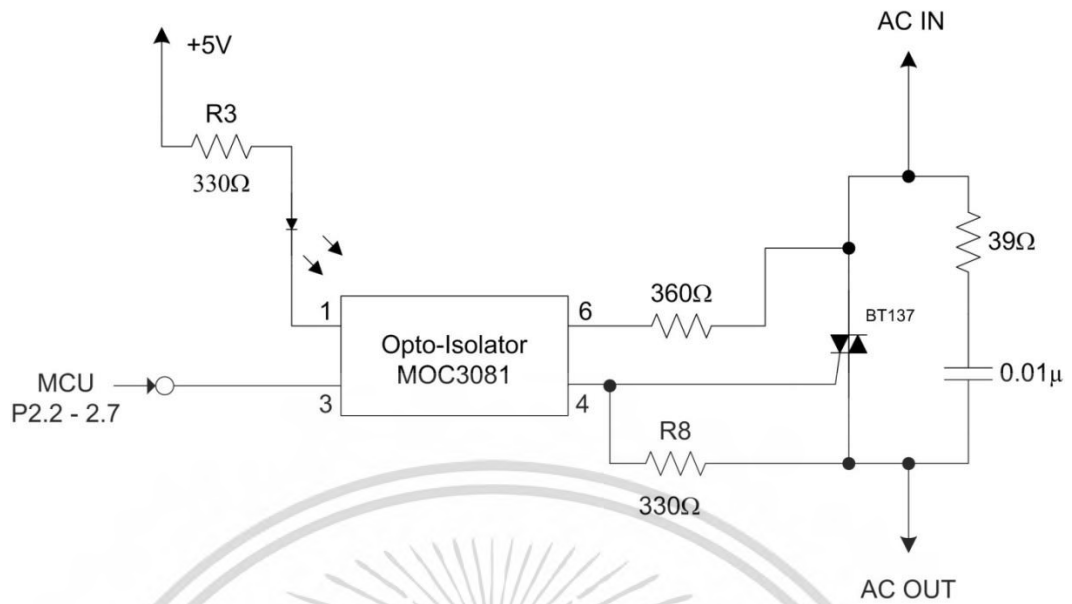 AC IN
+5V
R3
330Ω
39Ω
360Ω
1
6
BT137
Opto-Isolator
MOC3081
0.01μ
MCU
P2.2 - 2.7
3
4
R8
330Ω
AC OUT